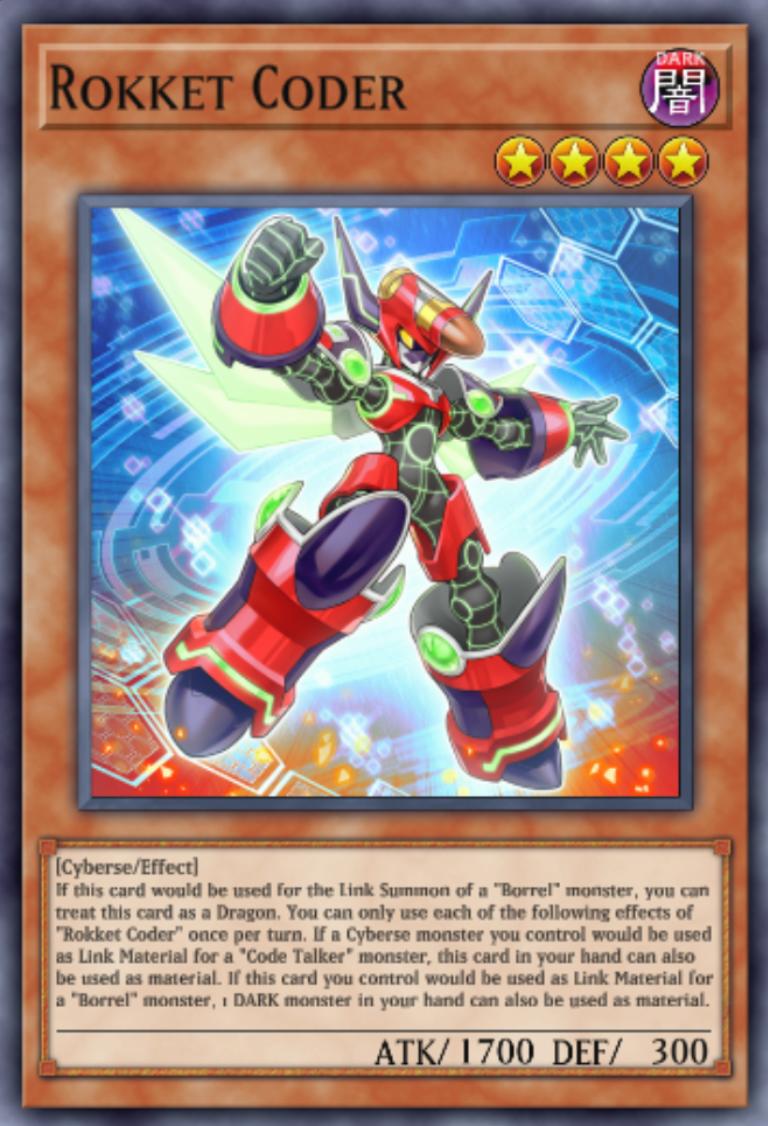 Rokket Coder
DARK
闇
[Cyberse/Effect]
If this card would be used for the Link Summon of a "Borrel" monster, you can
treat this card as a Dragon. You can only use each of the following effects of
"Rokket Coder" once per turn. If a Cyberse monster you control would be used
as Link Material for a "Code Talker" monster, this card in your hand can also
be used as material. If this card you control would be used as Link Material for
a "Borrel" monster, 1 DARK monster in your hand can also be used as material.
ATK/ 1700 DEF/ 300